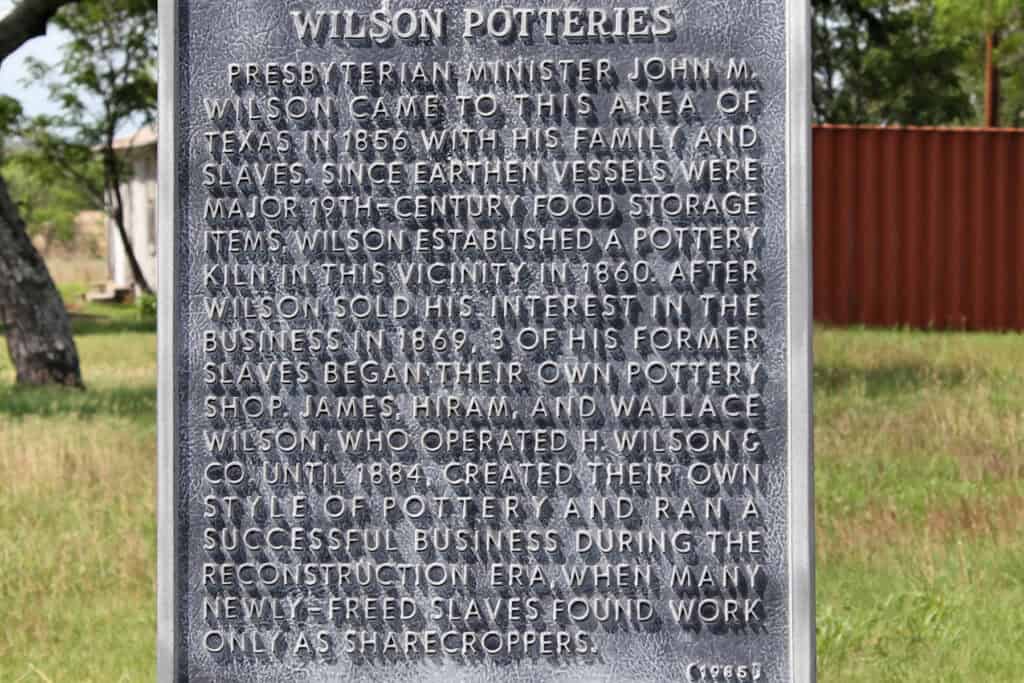 WILSON POTTERIES
PRESBYTERIAN MINISTER JOHN M.
WILSON CAME TO THIS AREA OF
TEXAS IN 1856 WITH HIS FAMILY AND
SLAVES. SINCE EARTHEN VESSELS WERE
MAJOR 19TH-CENTURY FOOD STORAGE
ITEMS, WILSON ESTABLISHED A POTTERY
KILN IN THIS VICINITY IN 1860. AFTER
WILSON SOLD HIS INTEREST IN THE
BUSINESS IN 1869, 3 OF HIS FORMER
SLAVES BEGAN THEIR OWN POTTERY
SHOP. JAMES, HIRAM, AND WALLACE
WILSON, WHO OPERATED H. WILSON &
CO. UNTIL 1884, CREATED THEIR OWN
STYLE OF POTTERY AND RAN A
SUCCESSFUL BUSINESS DURING THE
RECONSTRUCTION ERA, WHEN MANY
NEWLY-FREED SLAVES FOUND WORK
ONLY AS SHARECROPPERS.
(1985)